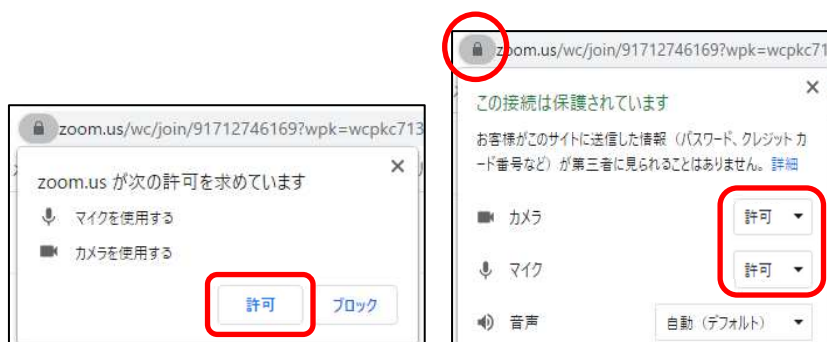 zoom.us/wc/join/91712746169?wpk=wcpkc713
zoom.us が次の許可を求めています
マイクを使用する
カメラを使用する
許可 ブロック
zoom.us/wc/join/91712746169?wpk=wcpkc71
この接続は保護されています
お客様がこのサイトに送信した情報（パスワード、クレジット カ
ード番号など）が第三者に見られることはありません。詳細
カメラ 許可
マイク 許可
音声 自動（デフォルト）